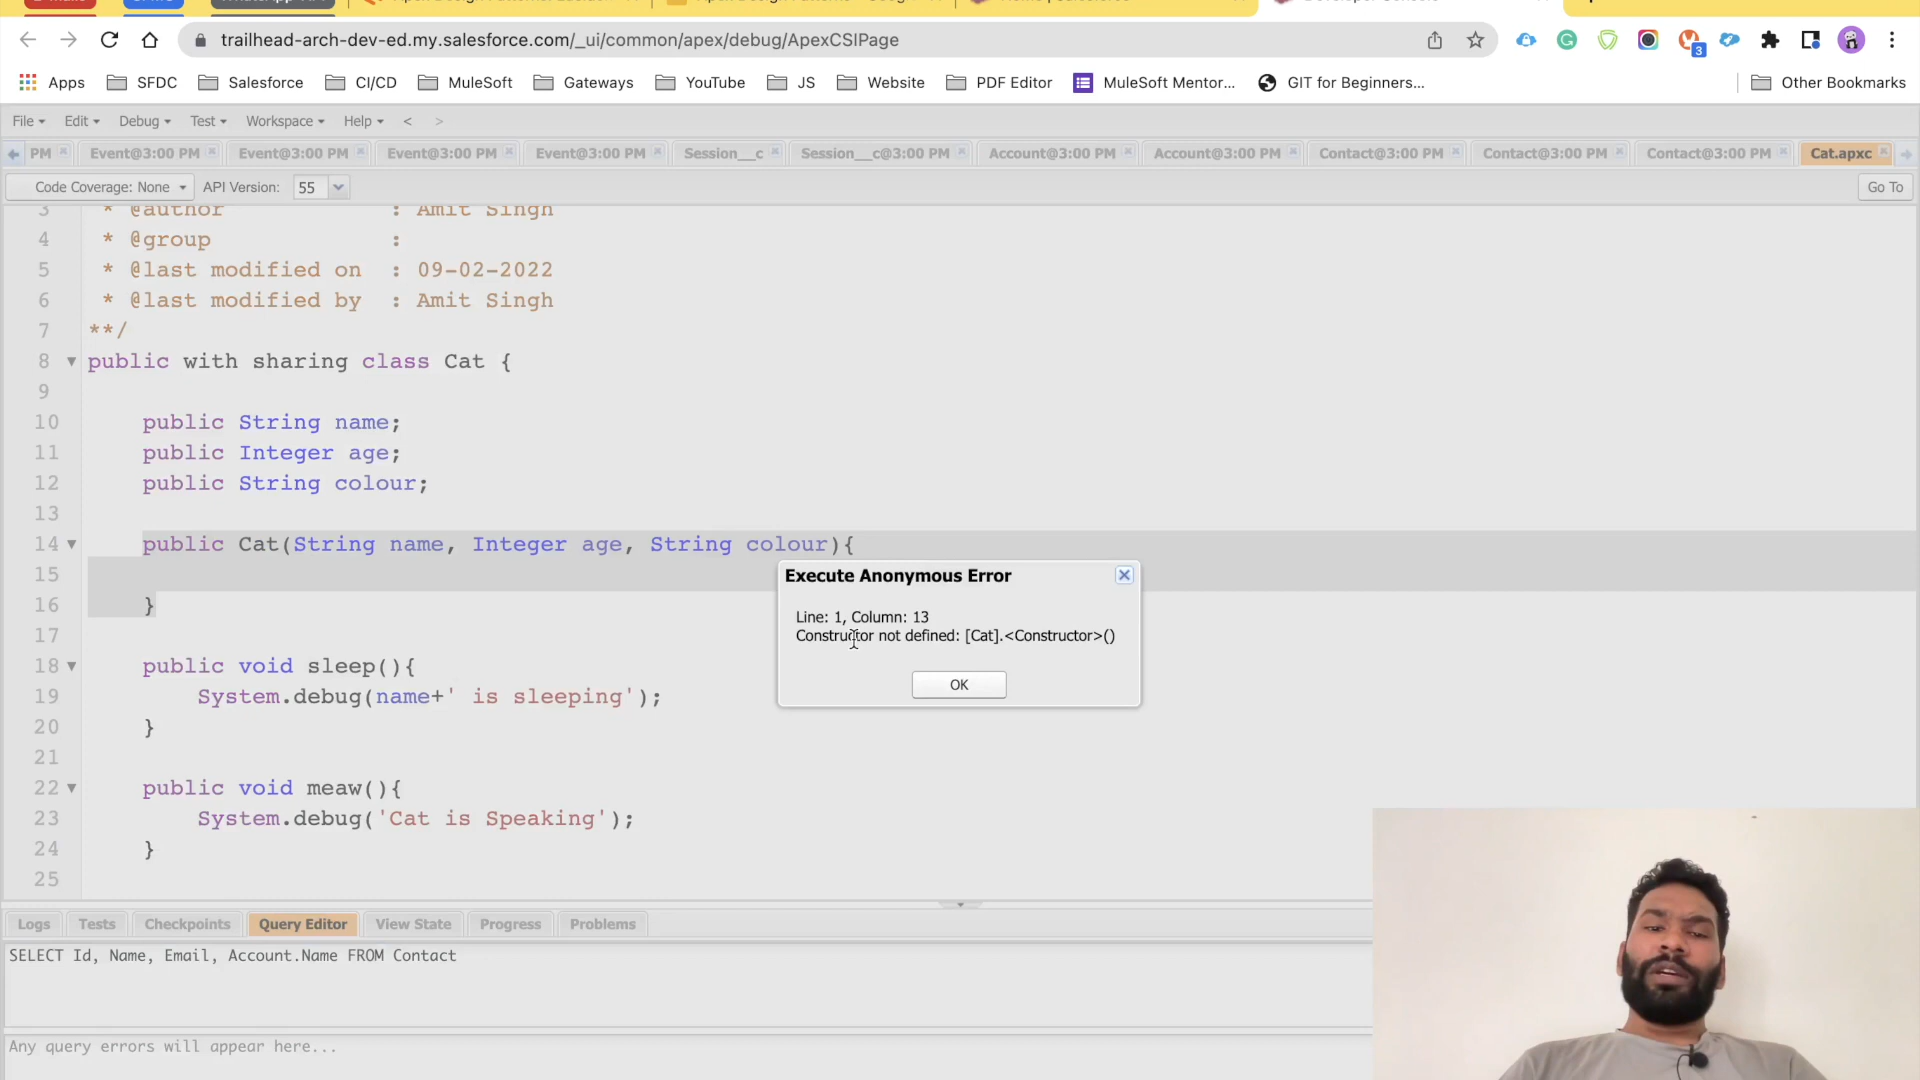 trailhead-arch-dev-ed.my.salesforce.com/_ui/common/apex/debug/ApexCSIPage
3
Apps SFDC Salesforce CI/CD MuleSoft Gateways YouTube JS Website PDF Editor MuleSoft Mentor... GIT for Beginners... Other Bookmarks
File Edit Debug Test Workspace Help < >
PM Event@3:00 PM Event@3:00 PM Event@3:00 PM Event@3:00 PM Session__c Session__c@3:00 PM Account@3:00 PM Account@3:00 PM Contact@3:00 PM Contact@3:00 PM Contact@3:00 PM Cat.apxc
Code Coverage: None API Version: 55 Go To
3 * @author : Amit Singh
4 * @group :
5 * @last modified on : 09-02-2022
6 * @last modified by : Amit Singh
7 **/
8 public with sharing class Cat {
9
10 public String name;
11 public Integer age;
12 public String colour;
13
14 public Cat(String name, Integer age, String colour){
15
16 }
17
18 public void sleep(){
19 System.debug(name+' is sleeping');
20 }
21
22 public void meaw(){
23 System.debug('Cat is Speaking');
24 }
25
Execute Anonymous Error
Line: 1, Column: 13
Constructor not defined: [Cat].<Constructor>()
OK
Logs Tests Checkpoints Query Editor View State Progress Problems
SELECT Id, Name, Email, Account.Name FROM Contact
Any query errors will appear here...